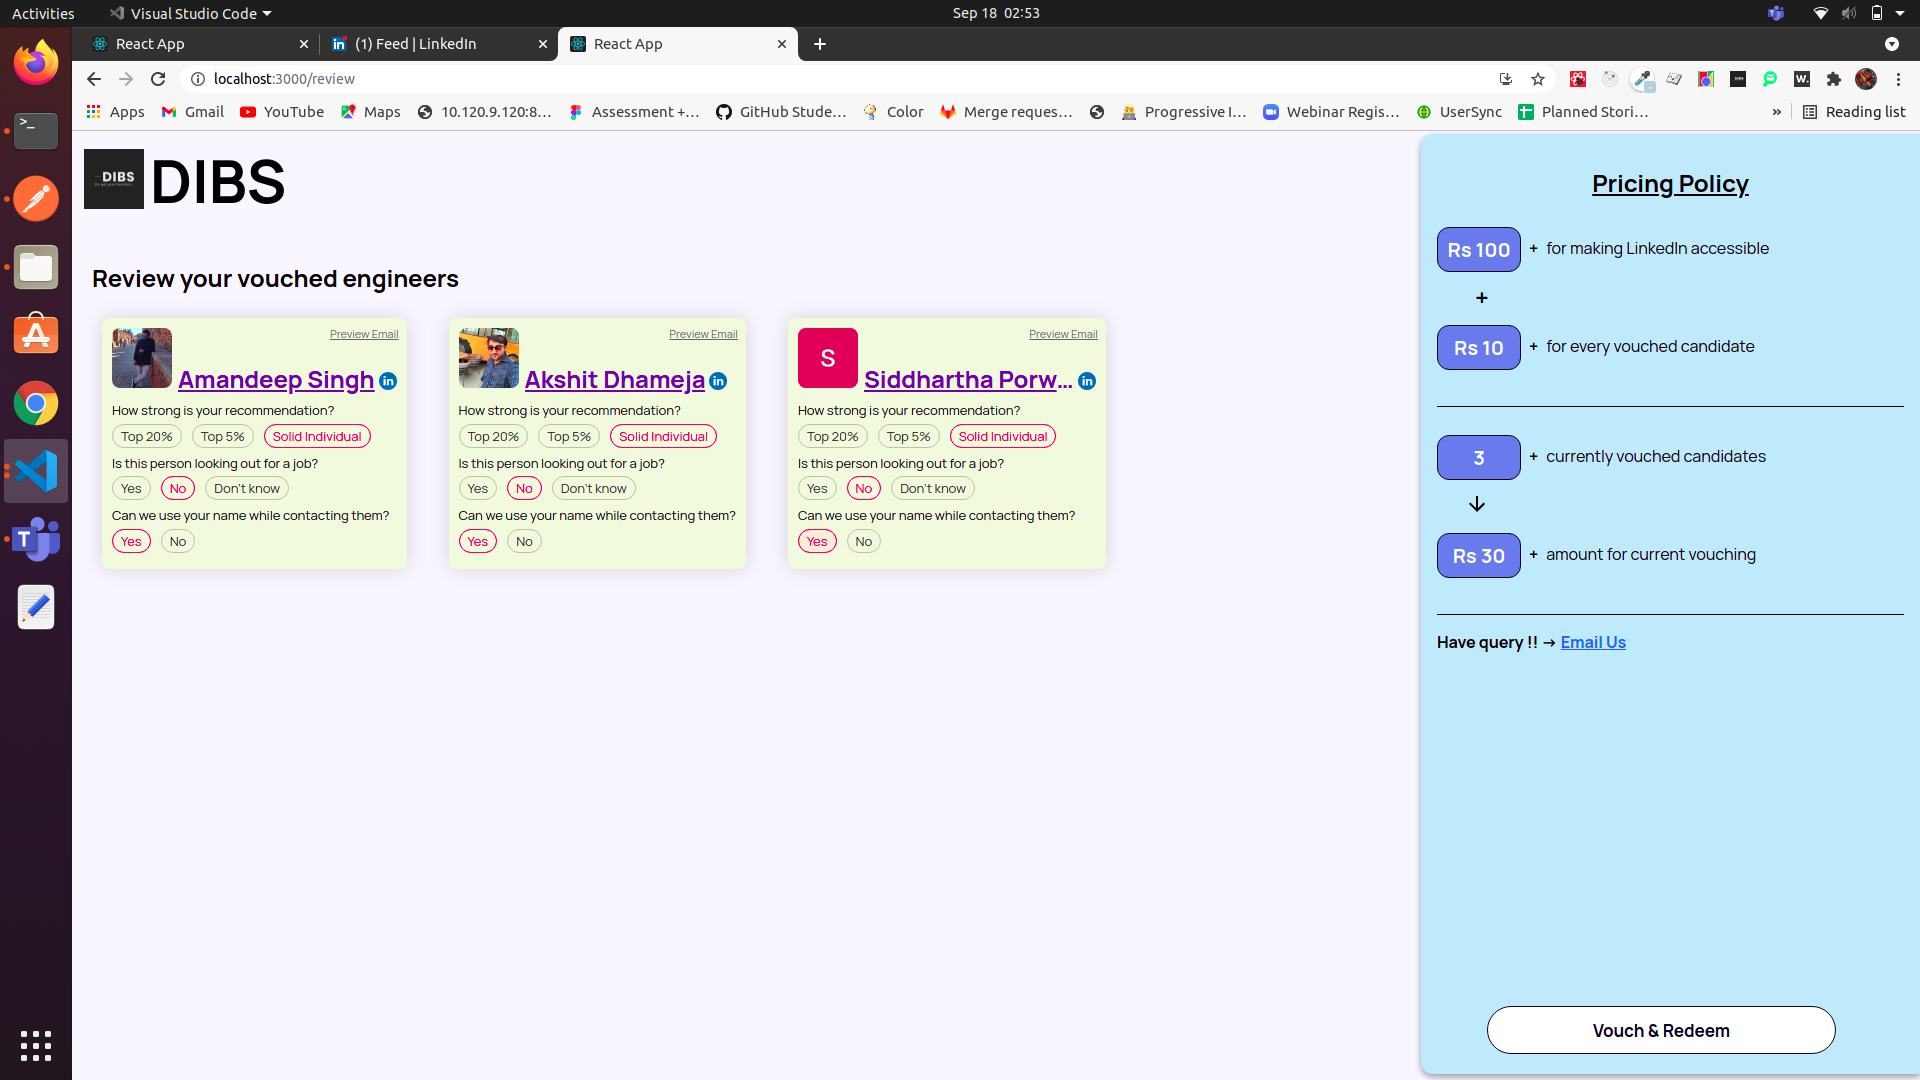 Activities Visual Studio Code Sep 18 02:53
React App (1) Feed | LinkedIn React App
localhost:3000/review
Apps Gmail YouTube Maps 10.120.9.120:8... Assessment +... GitHub Stude... Color Merge reques... Progressive I... Webinar Regis... UserSync Planned Stori... » Reading list
DIBS DIBS
Review your vouched engineers
Preview Email
Amandeep Singh
How strong is your recommendation?
Top 20% Top 5% Solid Individual
Is this person looking out for a job?
Yes No Don't know
Can we use your name while contacting them?
Yes No
Preview Email
Akshit Dhameja
How strong is your recommendation?
Top 20% Top 5% Solid Individual
Is this person looking out for a job?
Yes No Don't know
Can we use your name while contacting them?
Yes No
Preview Email
S Siddhartha Porw...
How strong is your recommendation?
Top 20% Top 5% Solid Individual
Is this person looking out for a job?
Yes No Don't know
Can we use your name while contacting them?
Yes No
Pricing Policy
Rs 100 + for making LinkedIn accessible
+
Rs 10 + for every vouched candidate
3 + currently vouched candidates
↓
Rs 30 + amount for current vouching
Have query !! → Email Us
Vouch & Redeem